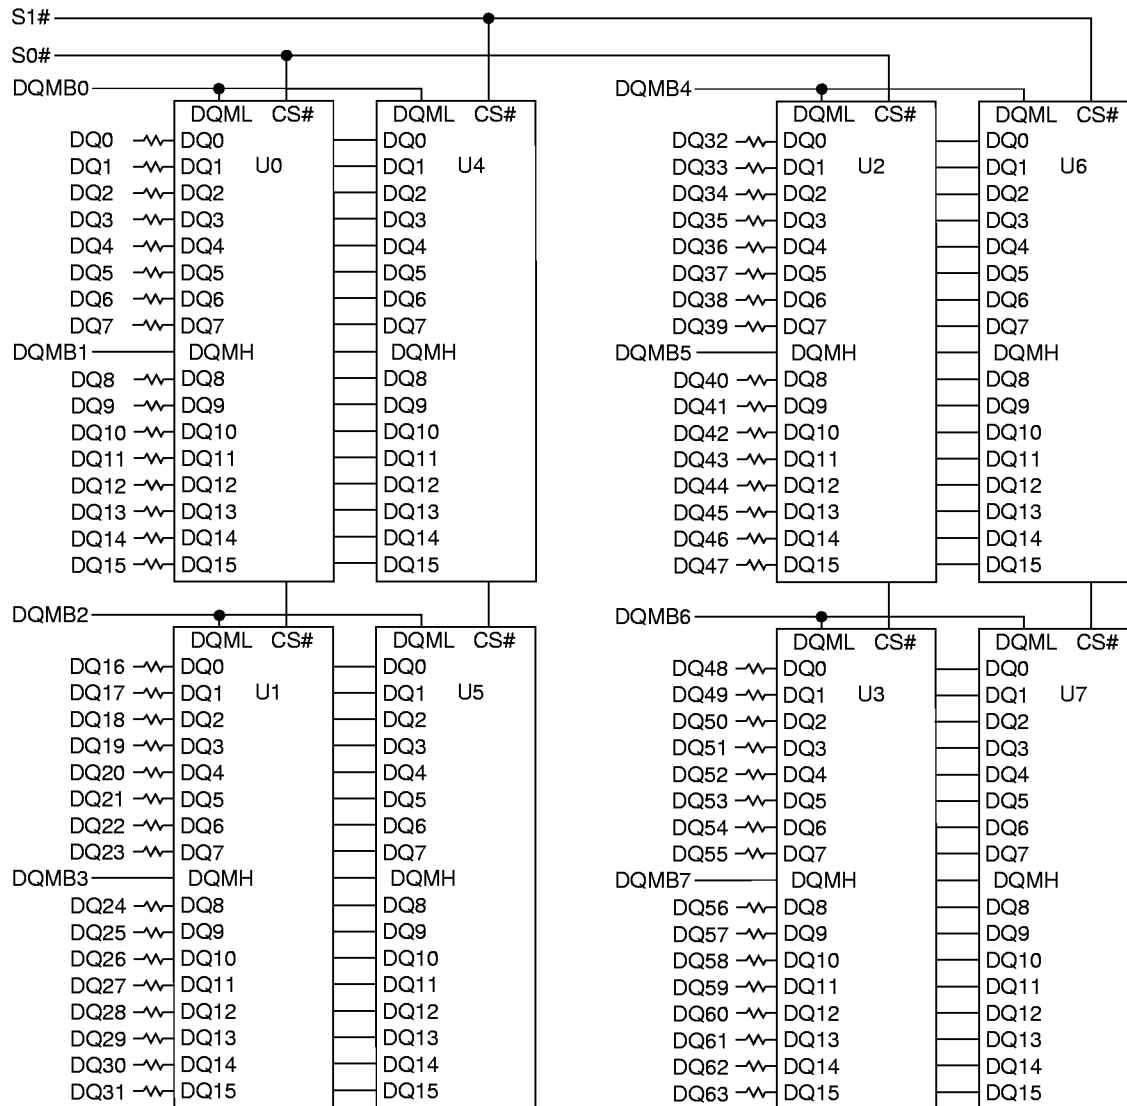 S1#
S0#
DQMB0 DQMB4
DQML CS# DQML CS# DQML CS# DQML CS#
DQ0 DQ0 DQ0 DQ32 DQ0 DQ0
DQ1 DQ1 U0 DQ1 U4 DQ33 DQ1 U2 DQ1 U6
DQ2 DQ2 DQ2 DQ34 DQ2 DQ2
DQ3 DQ3 DQ3 DQ35 DQ3 DQ3
DQ4 DQ4 DQ4 DQ36 DQ4 DQ4
DQ5 DQ5 DQ5 DQ37 DQ5 DQ5
DQ6 DQ6 DQ6 DQ38 DQ6 DQ6
DQ7 DQ7 DQ7 DQ39 DQ7 DQ7
DQMB1 DQMH DQMH DQMB5 DQMH DQMH
DQ8 DQ8 DQ8 DQ40 DQ8 DQ8
DQ9 DQ9 DQ9 DQ41 DQ9 DQ9
DQ10 DQ10 DQ10 DQ42 DQ10 DQ10
DQ11 DQ11 DQ11 DQ43 DQ11 DQ11
DQ12 DQ12 DQ12 DQ44 DQ12 DQ12
DQ13 DQ13 DQ13 DQ45 DQ13 DQ13
DQ14 DQ14 DQ14 DQ46 DQ14 DQ14
DQ15 DQ15 DQ15 DQ47 DQ15 DQ15
DQMB2 DQMB6
DQML CS# DQML CS# DQML CS# DQML CS#
DQ16 DQ0 DQ0 DQ48 DQ0 DQ0
DQ17 DQ1 U1 DQ1 U5 DQ49 DQ1 U3 DQ1 U7
DQ18 DQ2 DQ2 DQ50 DQ2 DQ2
DQ19 DQ3 DQ3 DQ51 DQ3 DQ3
DQ20 DQ4 DQ4 DQ52 DQ4 DQ4
DQ21 DQ5 DQ5 DQ53 DQ5 DQ5
DQ22 DQ6 DQ6 DQ54 DQ6 DQ6
DQ23 DQ7 DQ7 DQ55 DQ7 DQ7
DQMB3 DQMH DQMH DQMB7 DQMH DQMH
DQ24 DQ8 DQ8 DQ56 DQ8 DQ8
DQ25 DQ9 DQ9 DQ57 DQ9 DQ9
DQ26 DQ10 DQ10 DQ58 DQ10 DQ10
DQ27 DQ11 DQ11 DQ59 DQ11 DQ11
DQ28 DQ12 DQ12 DQ60 DQ12 DQ12
DQ29 DQ13 DQ13 DQ61 DQ13 DQ13
DQ30 DQ14 DQ14 DQ62 DQ14 DQ14
DQ31 DQ15 DQ15 DQ63 DQ15 DQ15